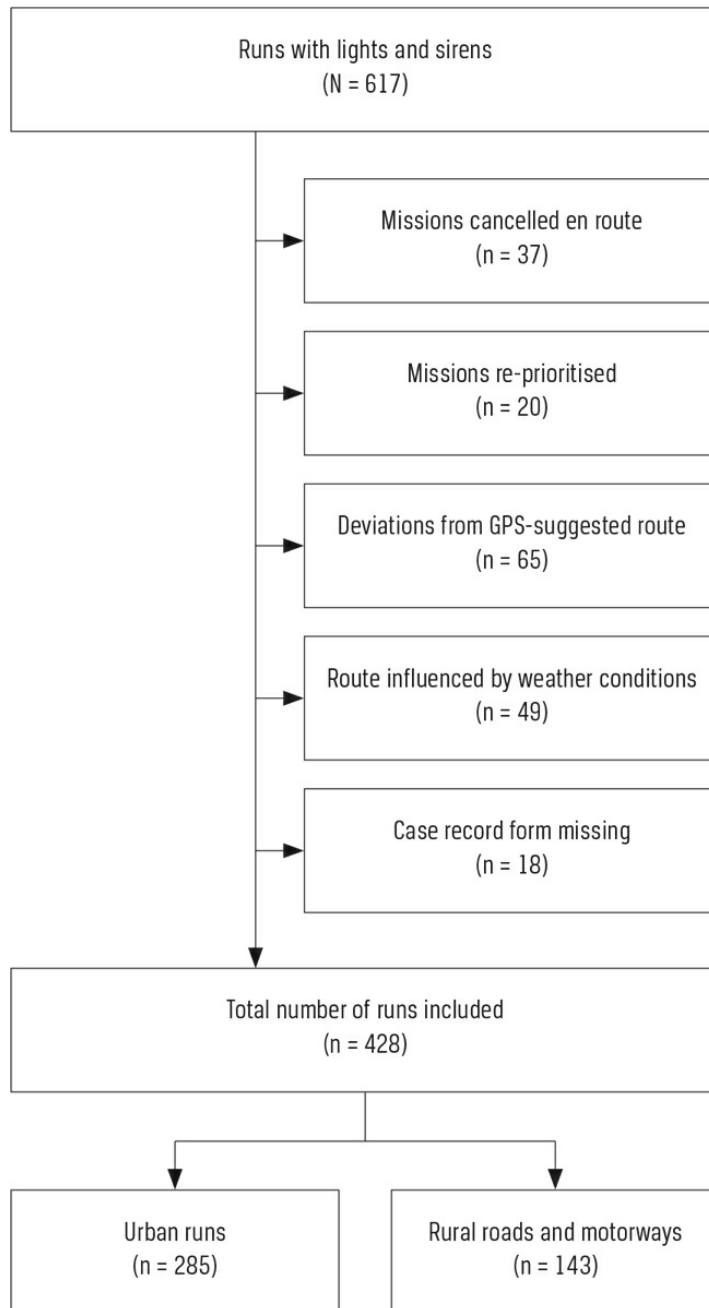 Runs with lights and sirens
(N = 617)
Missions cancelled en route
(n = 37)
Missions re-prioritised
(n = 20)
Deviations from GPS-suggested route
(n = 65)
Route influenced by weather conditions
(n = 49)
Case record form missing
(n = 18)
Total number of runs included
(n = 428)
Urban runs
(n = 285)
Rural roads and motorways
(n = 143)